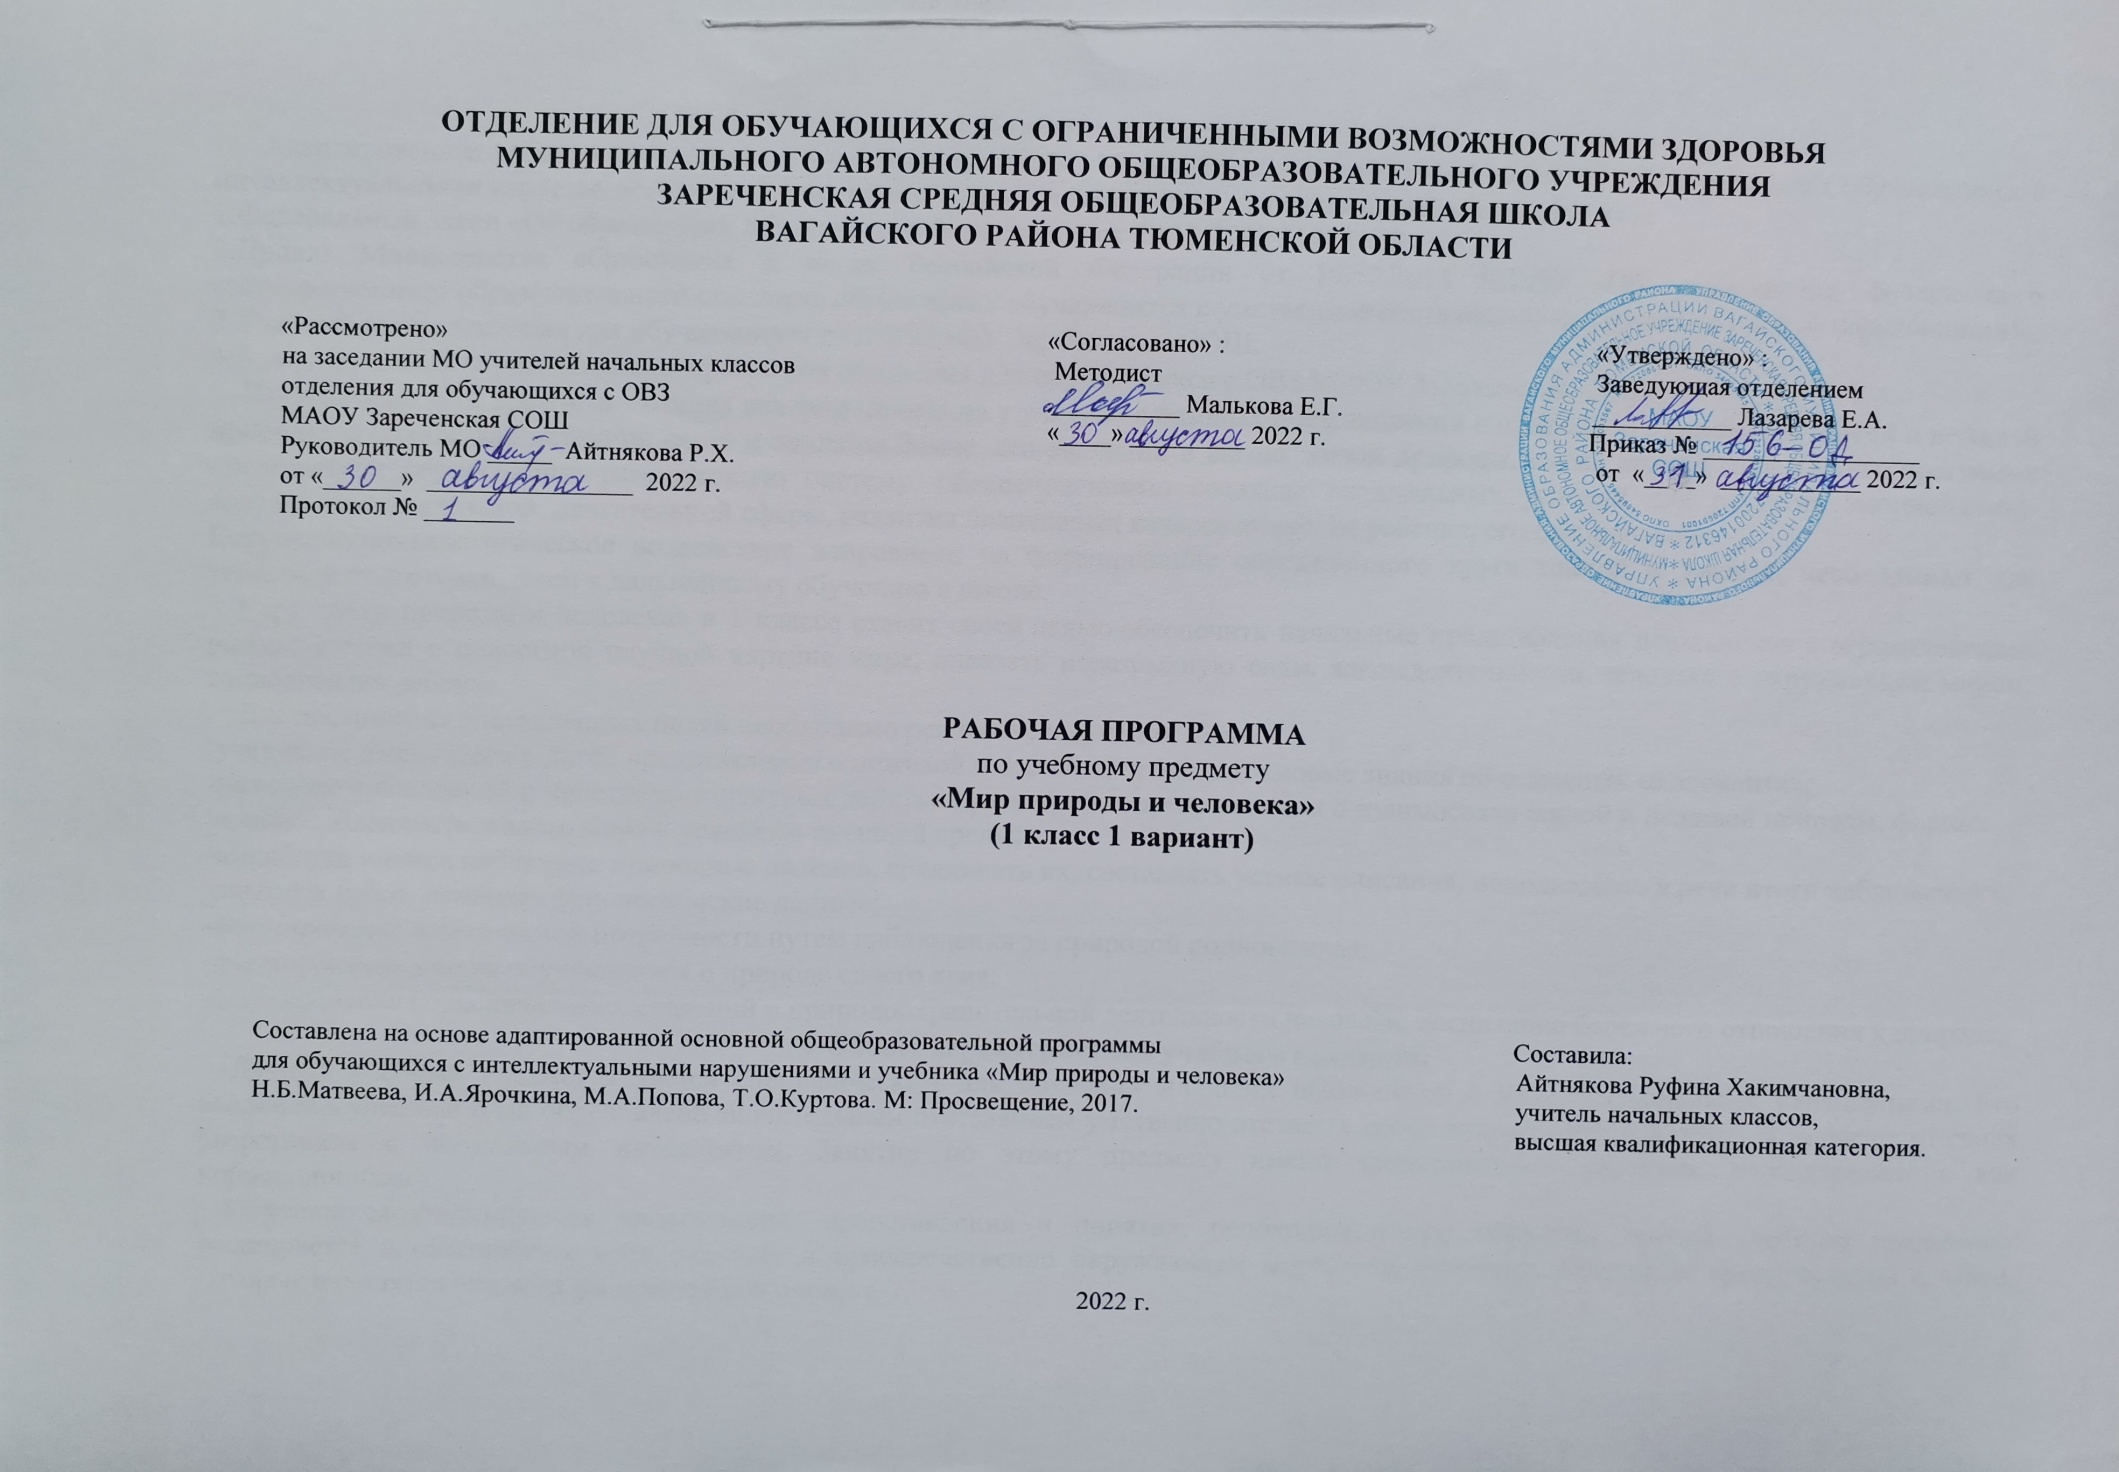 ОТДЕЛЕНИЕ ДЛЯ ОБУЧАЮЩИХСЯ С ОГРАНИЧЕННЫМИ ВОЗМОЖНОСТЯМИ ЗДОРОВЬЯ
МУНИЦИПАЛЬНОГО АВТОНОМНОГО ОБЩЕОБРАЗОВАТЕЛЬНОГО УЧРЕЖДЕНИЯ
ЗАРЕЧЕНСКАЯ СРЕДНЯЯ ОБЩЕОБРАЗОВАТЕЛЬНАЯ ШКОЛА
ВАГАЙСКОГО РАЙОНА ТЮМЕНСКОЙ ОБЛАСТИ
«Рассмотрено»
на заседании МО учителей начальных классов
отделения для обучающихся с ОВЗ
МАОУ Зареченская СОШ
Руководитель МО Айтнякова Р.Х.
от «30» августа 2022 г.
Протокол № 1
«Согласовано» :
Методист
Малькова Е.Г.
«30» августа 2022 г.
«Утверждено» :
Заведующая отделением
Лазарева Е.А.
Приказ № 156-ОД
от «31» августа 2022 г.
РАБОЧАЯ ПРОГРАММА
по учебному предмету
«Мир природы и человека»
(1 класс 1 вариант)
Составлена на основе адаптированной основной общеобразовательной программы
для обучающихся с интеллектуальными нарушениями и учебника «Мир природы и человека»
Н.Б.Матвеева, И.А.Ярочкина, М.А.Попова, Т.О.Куртова. М: Просвещение, 2017.
Составила:
Айтнякова Руфина Хакимчановна,
учитель начальных классов,
высшая квалификационная категория.
2022 г.